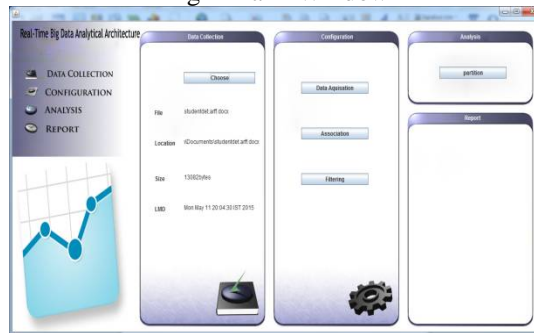 Real-Time Big Data Analytical Architecture
DATA COLLECTION
CONFIGURATION
ANALYSIS
REPORT
Data Collection
Choose
File studentdet.arff.docx
Location s\Documents\studentdet.arff.docx
Size 13082bytes
LMD Mon May 11 20:04:30 IST 2015
Configuration
Data Aquisation
Association
Filtering
Analysis
partition
Report